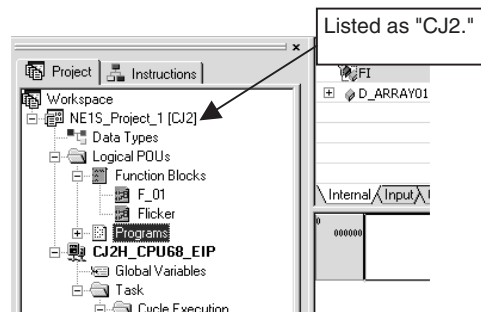 Listed as "CJ2."
Project
Instructions
Workspace
NE1S_Project_1 [CJ2]
Data Types
Logical POUs
Function Blocks
F_01
Flicker
Programs
CJ2H_CPU68_EIP
Global Variables
Task
Cycle Execution
FI
D_ARRAY01
Internal
Input
0
000000